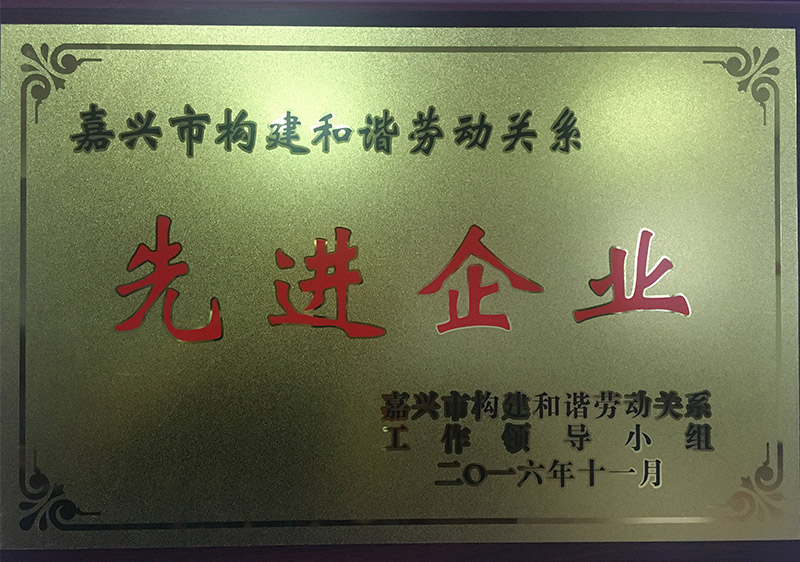 嘉兴市构建和谐劳动关系
先进企业
嘉兴市构建和谐劳动关系
工作领导小组
二〇一六年十一月